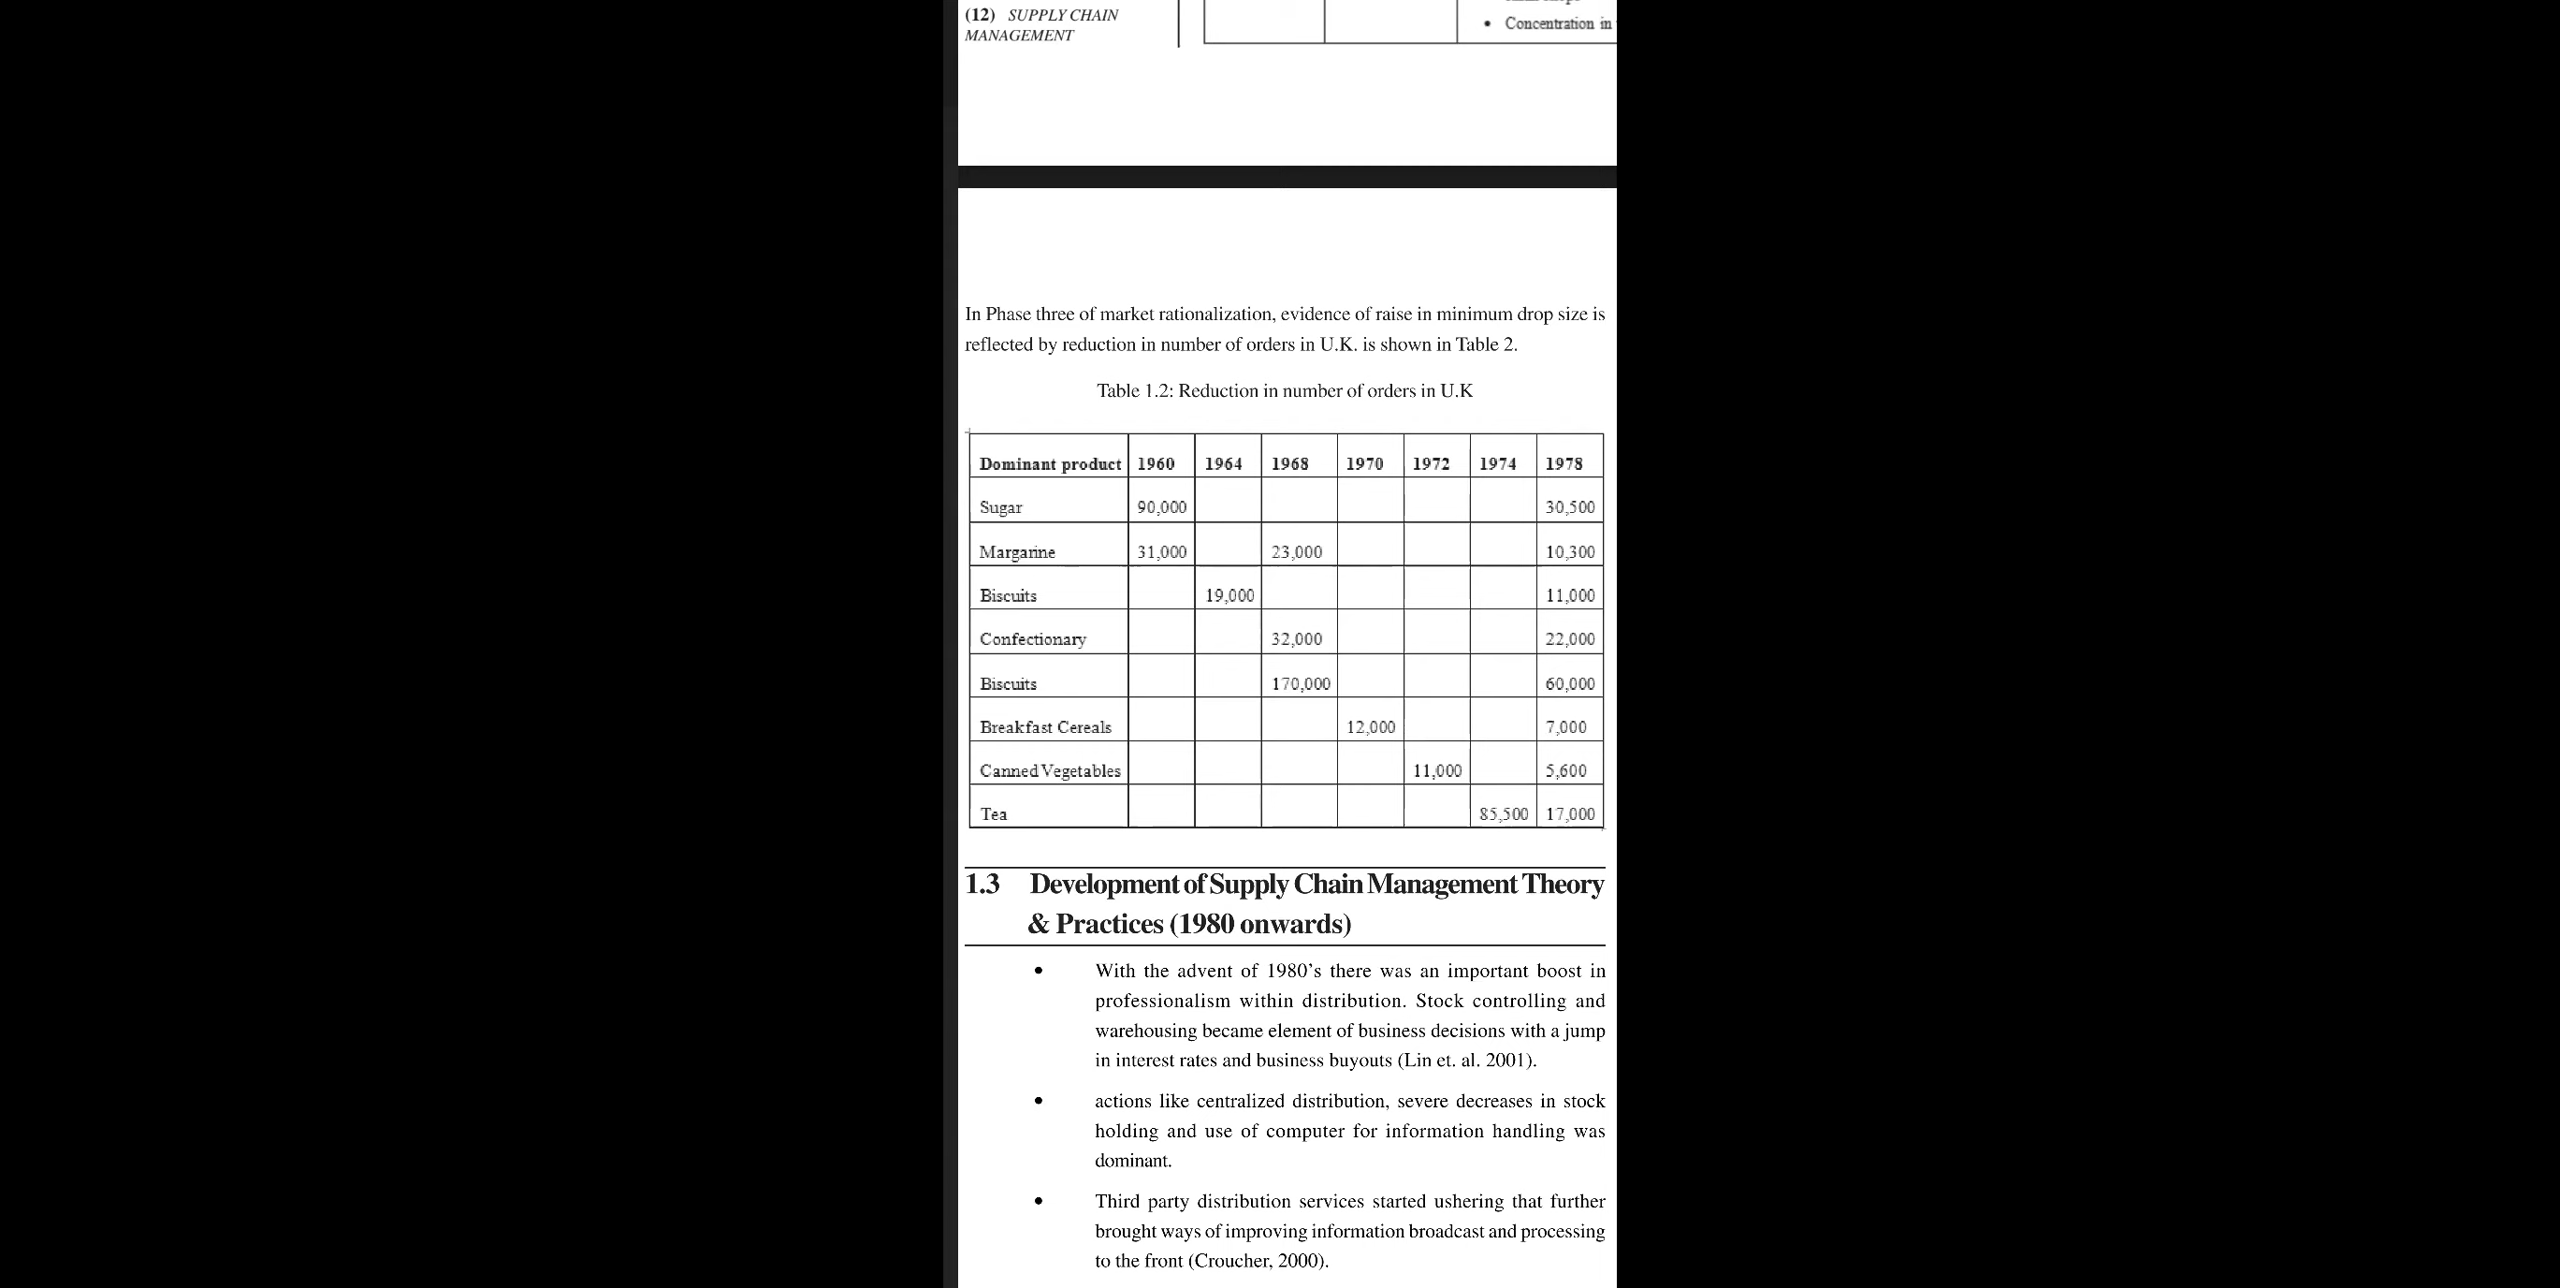 (12) SUPPLY CHAIN
MANAGEMENT
• Concentration in
In Phase three of market rationalization, evidence of raise in minimum drop size is
reflected by reduction in number of orders in U.K. is shown in Table 2.
Table 1.2: Reduction in number of orders in U.K
Dominant product 1960 1964 1968 1970 1972 1974 1978
Sugar 90,000 30,500
Margarine 31,000 23,000 10,300
Biscuits 19,000 11,000
Confectionary 32,000 22,000
Biscuits 170,000 60,000
Breakfast Cereals 12,000 7,000
Canned Vegetables 11,000 5,600
Tea 85,500 17,000
1.3 Development of Supply Chain Management Theory
& Practices (1980 onwards)
• With the advent of 1980’s there was an important boost in
professionalism within distribution. Stock controlling and
warehousing became element of business decisions with a jump
in interest rates and business buyouts (Lin et. al. 2001).
• actions like centralized distribution, severe decreases in stock
holding and use of computer for information handling was
dominant.
• Third party distribution services started ushering that further
brought ways of improving information broadcast and processing
to the front (Croucher, 2000).